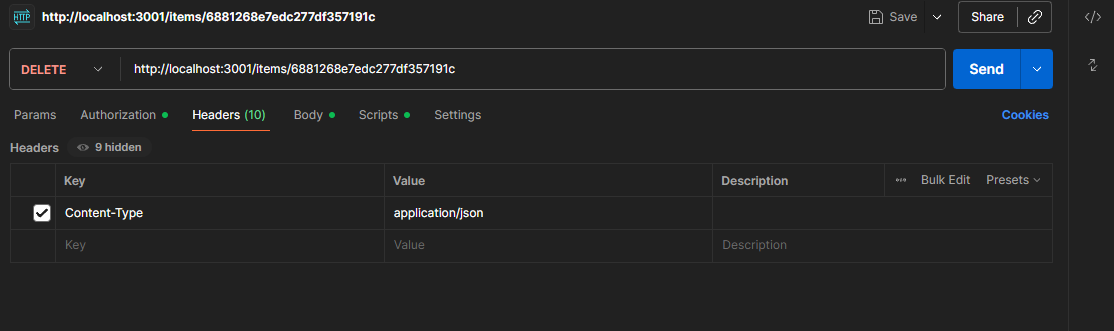 HTTP http://localhost:3001/items/6881268e7edc277df357191c Save Share
DELETE http://localhost:3001/items/6881268e7edc277df357191c Send
Params Authorization Headers (10) Body Scripts Settings Cookies
Headers 9 hidden
Key Value Description Bulk Edit Presets
Content-Type application/json
Key Value Description